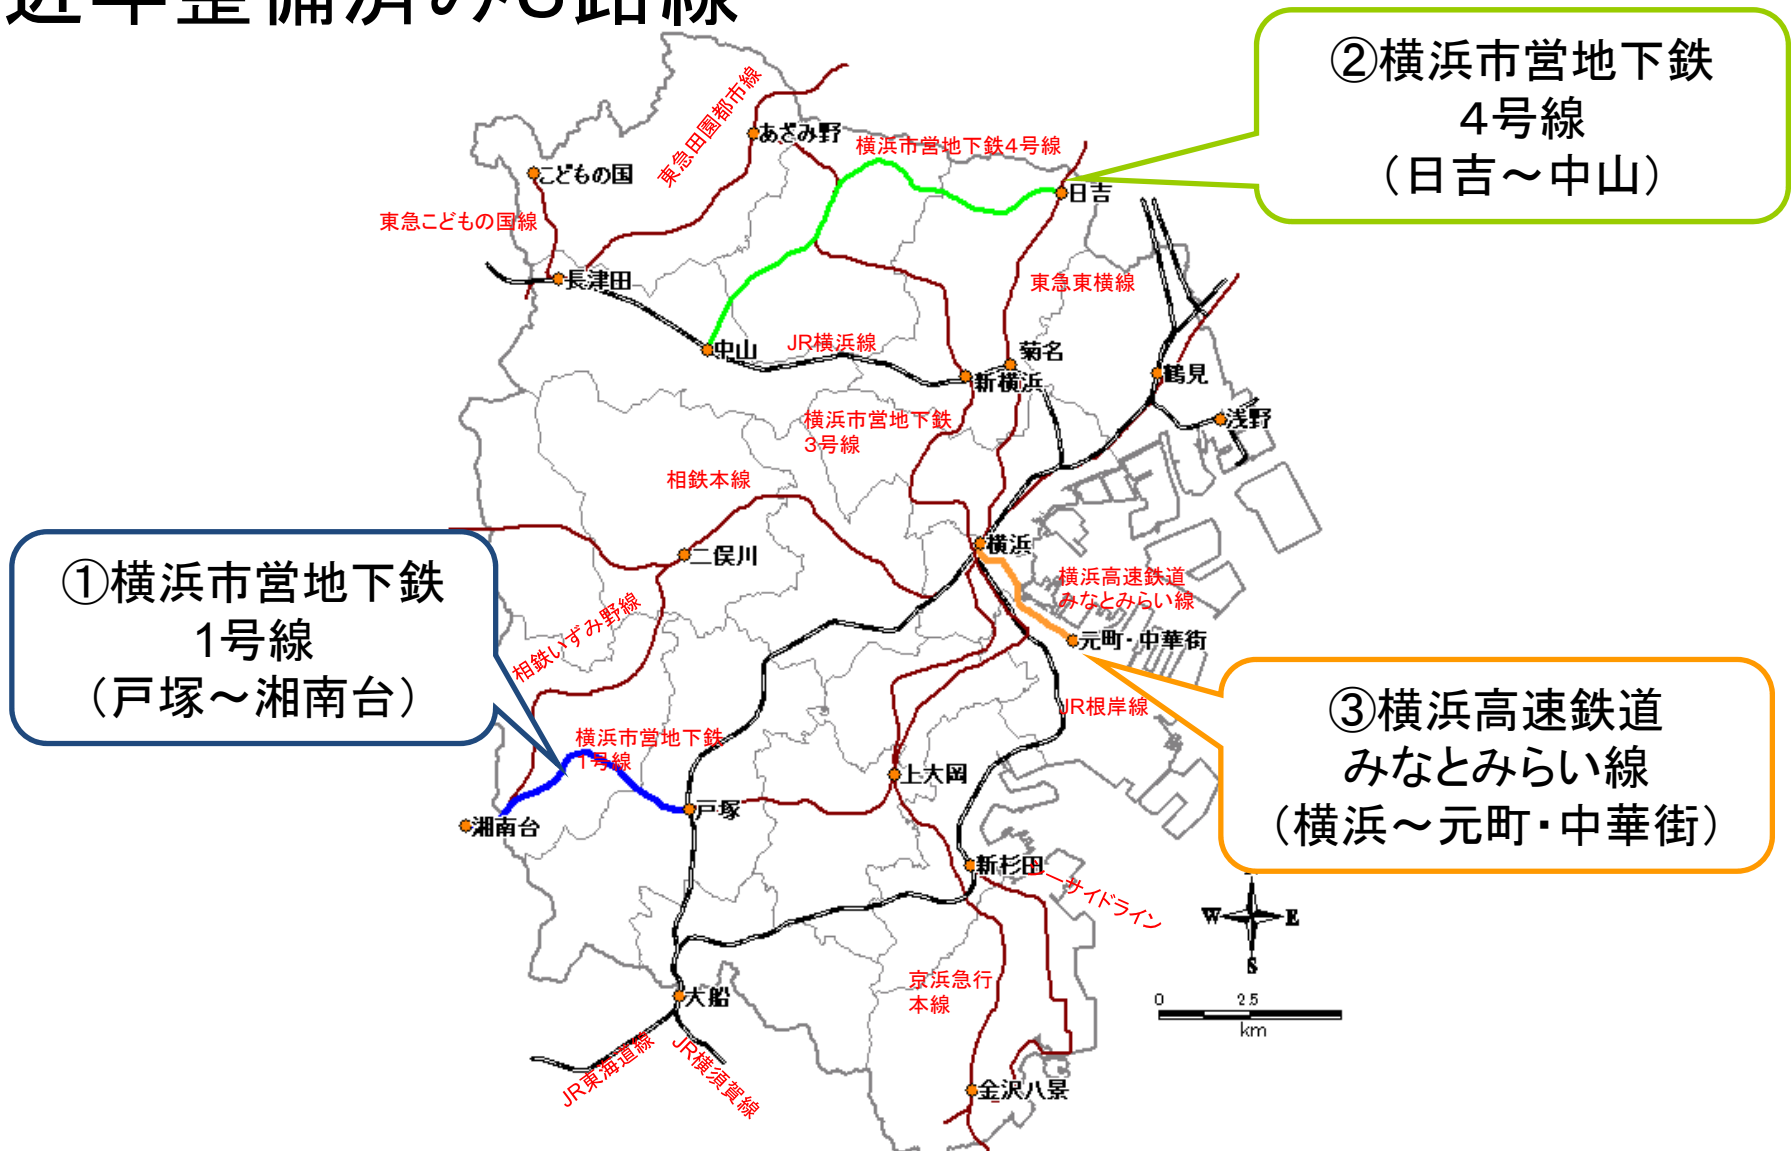 近年整備済み3路線
②横浜市営地下鉄
4号線
（日吉～中山）
東急田園都市線
あざみ野
横浜市営地下鉄4号線
こどもの国
日吉
東急こどもの国線
長津田
東急東横線
中山
JR横浜線
菊名
新横浜
鶴見
横浜市営地下鉄
3号線
浅野
相鉄本線
横浜
二俣川
①横浜市営地下鉄
1号線
（戸塚～湘南台）
横浜高速鉄道
みなとみらい線
元町・中華街
相鉄いずみ野線
JR根岸線
③横浜高速鉄道
みなとみらい線
（横浜～元町・中華街）
横浜市営地下鉄
1号線
上大岡
戸塚
湘南台
新杉田
シーサイドライン
W
E
S
京浜急行
本線
大船
0 2.5
km
JR東海道線
JR横須賀線
金沢八景